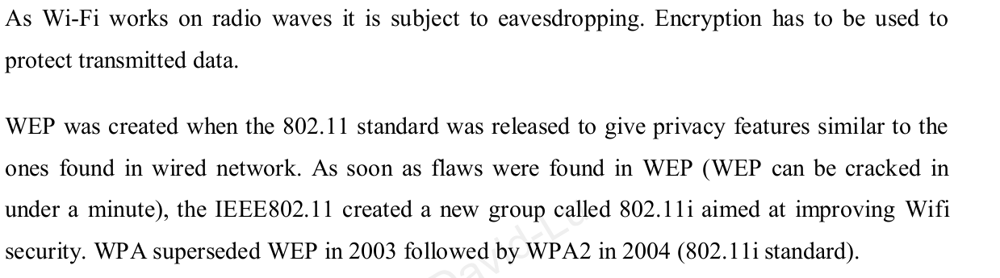 As Wi-Fi works on radio waves it is subject to eavesdropping. Encryption has to be used to
protect transmitted data.
WEP was created when the 802.11 standard was released to give privacy features similar to the
ones found in wired network. As soon as flaws were found in WEP (WEP can be cracked in
under a minute), the IEEE802.11 created a new group called 802.11i aimed at improving Wifi
security. WPA superseded WEP in 2003 followed by WPA2 in 2004 (802.11i standard).